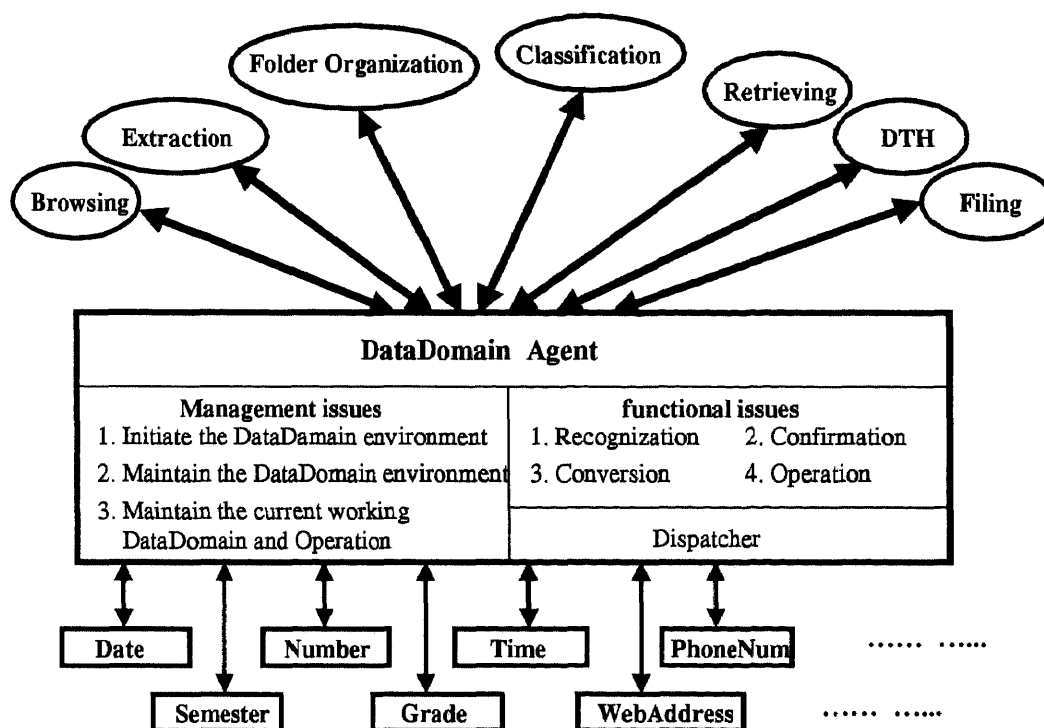 Classification
Folder Organization
Retrieving
Extraction
DTH
Browsing
Filing
DataDomain Agent
Management issues
1. Initiate the DataDamain environment
2. Maintain the DataDomain environment
3. Maintain the current working
DataDomain and Operation
functional issues
1. Recognization 2. Confirmation
3. Conversion 4. Operation
Dispatcher
Date Number Time PhoneNum ...... ......
Semester Grade WebAddress ...... ......